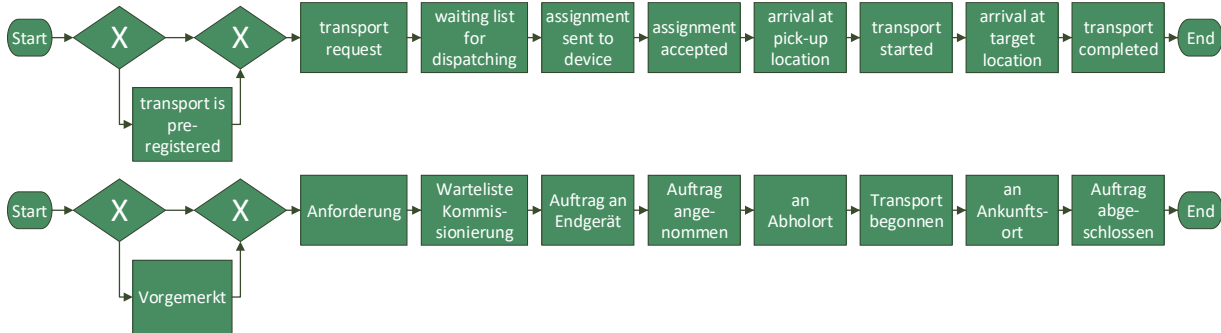 Start
X
X
transport
request
waiting list
for
dispatching
assignment
sent to
device
assignment
accepted
arrival at
pick-up
location
transport
started
arrival at
target
location
transport
completed
End
transport is
pre-
registered
Start
X
X
Anforderung
Warteliste
Kommis-
sionierung
Auftrag an
Endgerät
Auftrag
ange-
nommen
an
Abholort
Transport
begonnen
an
Ankunfts-
ort
Auftrag
abge-
schlossen
End
Vorgemerkt